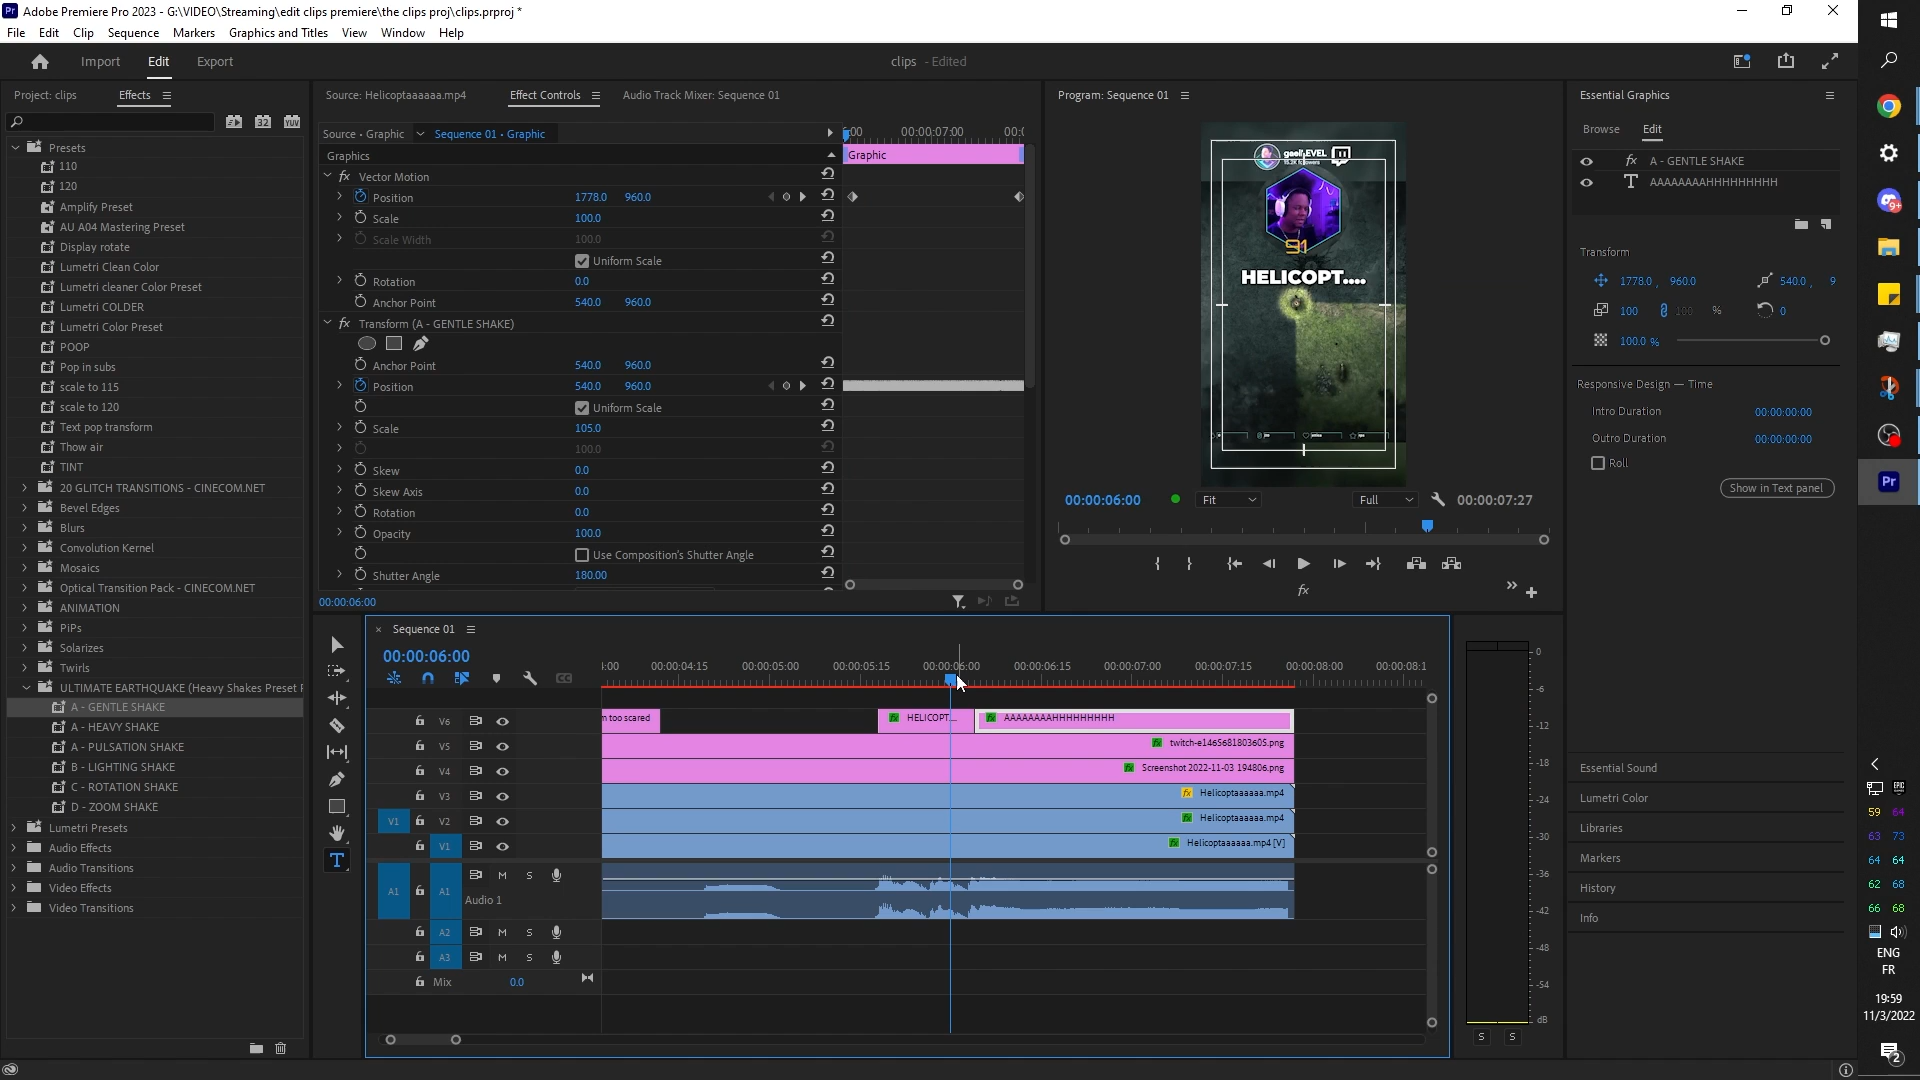 Adobe Premiere Pro 2023 - G:\VIDEO\Streaming\edit clips premiere\the clips proj\clips.prproj *
File Edit Clip Sequence Markers Graphics and Titles View Window Help
Import Edit Export
clips - Edited
Project: clips Effects
Presets
110
120
Amplify Preset
AU A04 Mastering Preset
Display rotate
Lumetri Clean Color
Lumetri cleaner Color Preset
Lumetri COLDER
Lumetri Color Preset
POOP
Pop in subs
scale to 115
scale to 120
Text pop transform
Thow air
TINT
20 GLITCH TRANSITIONS - CINECOM.NET
Bevel Edges
Blurs
Convolution Kernel
Mosaics
Optical Transition Pack - CINECOM.NET
ANIMATION
PiPs
Solarizes
Twirls
ULTIMATE EARTHQUAKE (Heavy Shakes Preset
A - GENTLE SHAKE
A - HEAVY SHAKE
A - PULSATION SHAKE
B - LIGHTING SHAKE
C - ROTATION SHAKE
D - ZOOM SHAKE
Lumetri Presets
Audio Effects
Audio Transitions
Video Effects
Video Transitions
Source: Helicoptaaaaaa.mp4 Effect Controls Audio Track Mixer: Sequence 01
Source • Graphic Sequence 01 • Graphic
:00 00:00:07:00 00:(
Graphics
Graphic
fx Vector Motion
Position 1778.0 960.0
Scale 100.0
Scale Width 100.0
Uniform Scale
Rotation 0.0
Anchor Point 540.0 960.0
fx Transform (A - GENTLE SHAKE)
Anchor Point 540.0 960.0
Position 540.0 960.0
Uniform Scale
Scale 105.0
100.0
Skew 0.0
Skew Axis 0.0
Rotation 0.0
Opacity 100.0
Use Composition's Shutter Angle
Shutter Angle 180.00
00:00:06:00
Program: Sequence 01
HELICOPT....
00:00:06:00 Fit Full 00:00:07:27
fx
Essential Graphics
Browse Edit
fx A - GENTLE SHAKE
T AAAAAAAAHHHHHHHHHH
Transform
1778.0 , 960.0 540.0 , 9
100 100 % 0
100.0 %
Responsive Design — Time
Intro Duration 00:00:00:00
Outro Duration 00:00:00:00
Roll
Show in Text panel
Essential Sound
Lumetri Color
Libraries
Markers
History
Info
Sequence 01
00:00:06:00
:00 00:00:04:15 00:00:05:00 00:00:05:15 00:00:06:00 00:00:06:15 00:00:07:00 00:00:07:15 00:00:08:00 00:00:08:1
V6 too scared fx HELICOPT... fx AAAAAAAAHHHHHHHHHH
V5 fx twitch-e1465681803605.png
V4 fx Screenshot 2022-11-03 194806.png
V3 fx Helicoptaaaaaa.mp4
V1 V2 fx Helicoptaaaaaa.mp4
V1 fx Helicoptaaaaaa.mp4 [V]
A1 A1 M S
Audio 1
A2 M S
A3 M S
Mix 0.0
0
-6
-12
-18
-24
-30
-36
-42
-48
-54
dB
S S
Pr
59 64
63 73
64 64
62 68
66 68
ENG
FR
19:59
11/3/2022
2